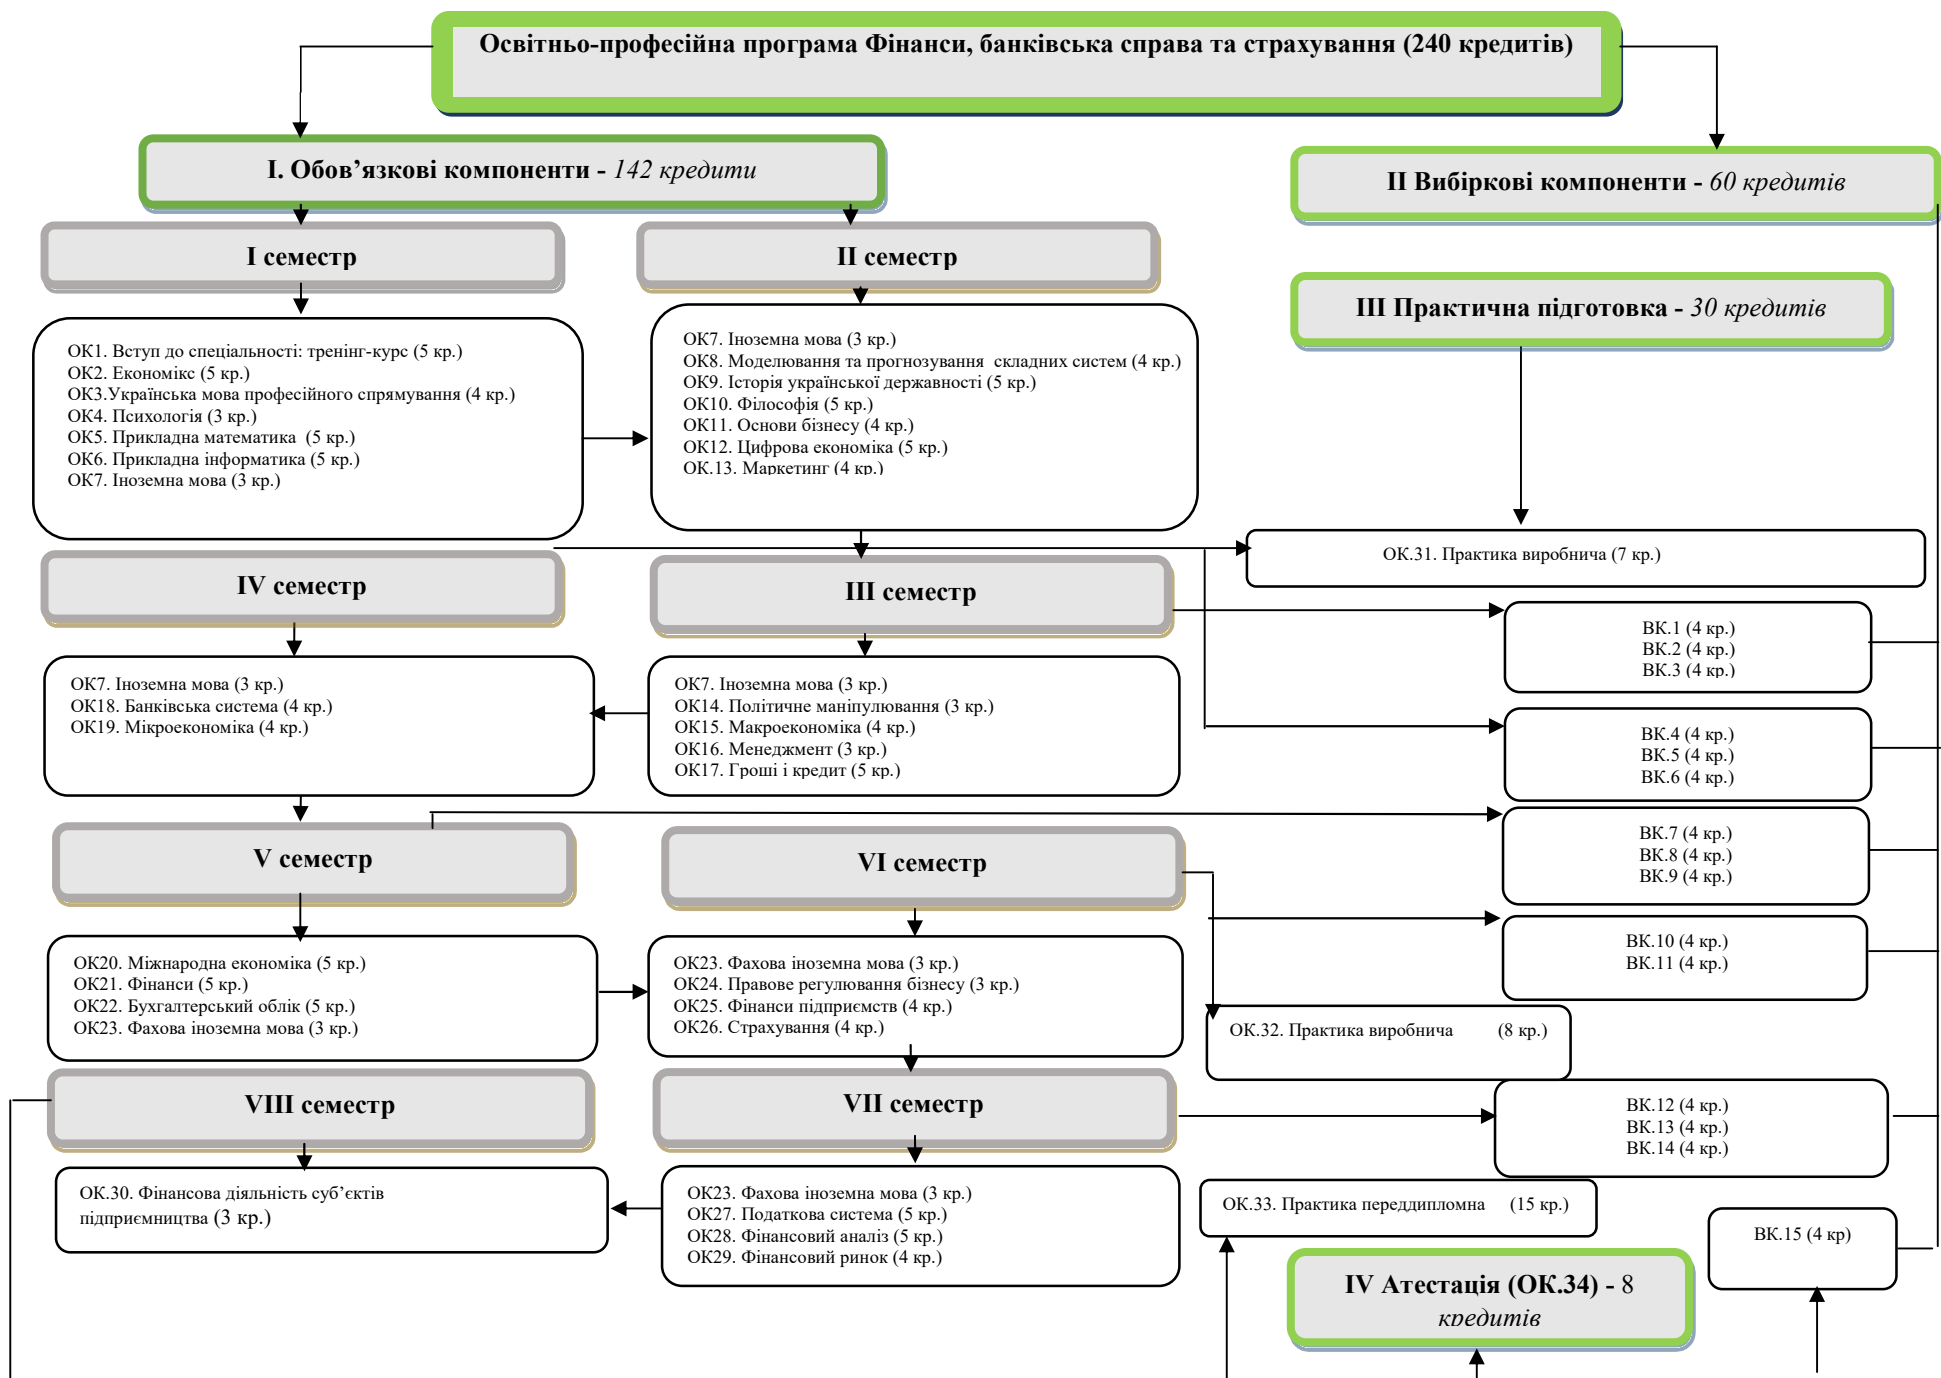 Освітньо-професійна програма Фінанси, банківська справа та страхування (240 кредитів)
І. Обов’язкові компоненти - 142 кредити
ІІ Вибіркові компоненти - 60 кредитів
І семестр
ІІ семестр
ІІІ Практична підготовка - 30 кредитів
ОК1. Вступ до спеціальності: тренінг-курс (5 кр.)
ОК2. Економікс (5 кр.)
ОК3.Українська мова професійного спрямування (4 кр.)
ОК4. Психологія (3 кр.)
ОК5. Прикладна математика (5 кр.)
ОК6. Прикладна інформатика (5 кр.)
ОК7. Іноземна мова (3 кр.)
ОК7. Іноземна мова (3 кр.)
ОК8. Моделювання та прогнозування складних систем (4 кр.)
ОК9. Історія української державності (5 кр.)
ОК10. Філософія (5 кр.)
ОК11. Основи бізнесу (4 кр.)
ОК12. Цифрова економіка (5 кр.)
ОК.13. Маркетинг (4 кр.)
ОК.31. Практика виробнича (7 кр.)
IV семестр
ІІІ семестр
ВК.1 (4 кр.)
ВК.2 (4 кр.)
ВК.3 (4 кр.)
ОК7. Іноземна мова (3 кр.)
ОК18. Банківська система (4 кр.)
ОК19. Мікроекономіка (4 кр.)
ОК7. Іноземна мова (3 кр.)
ОК14. Політичне маніпулювання (3 кр.)
ОК15. Макроекономіка (4 кр.)
ОК16. Менеджмент (3 кр.)
ОК17. Гроші і кредит (5 кр.)
ВК.4 (4 кр.)
ВК.5 (4 кр.)
ВК.6 (4 кр.)
V семестр
VI семестр
ВК.7 (4 кр.)
ВК.8 (4 кр.)
ВК.9 (4 кр.)
ВК.10 (4 кр.)
ВК.11 (4 кр.)
ОК20. Міжнародна економіка (5 кр.)
ОК21. Фінанси (5 кр.)
ОК22. Бухгалтерський облік (5 кр.)
ОК23. Фахова іноземна мова (3 кр.)
ОК23. Фахова іноземна мова (3 кр.)
ОК24. Правове регулювання бізнесу (3 кр.)
ОК25. Фінанси підприємств (4 кр.)
ОК26. Страхування (4 кр.)
ОК.32. Практика виробнича (8 кр.)
VIII семестр
VII семестр
ВК.12 (4 кр.)
ВК.13 (4 кр.)
ВК.14 (4 кр.)
ОК.30. Фінансова діяльність суб’єктів
підприємництва (3 кр.)
ОК23. Фахова іноземна мова (3 кр.)
ОК27. Податкова система (5 кр.)
ОК28. Фінансовий аналіз (5 кр.)
ОК29. Фінансовий ринок (4 кр.)
ОК.33. Практика переддипломна (15 кр.)
ВК.15 (4 кр)
IV Атестація (ОК.34) - 8
кредитів